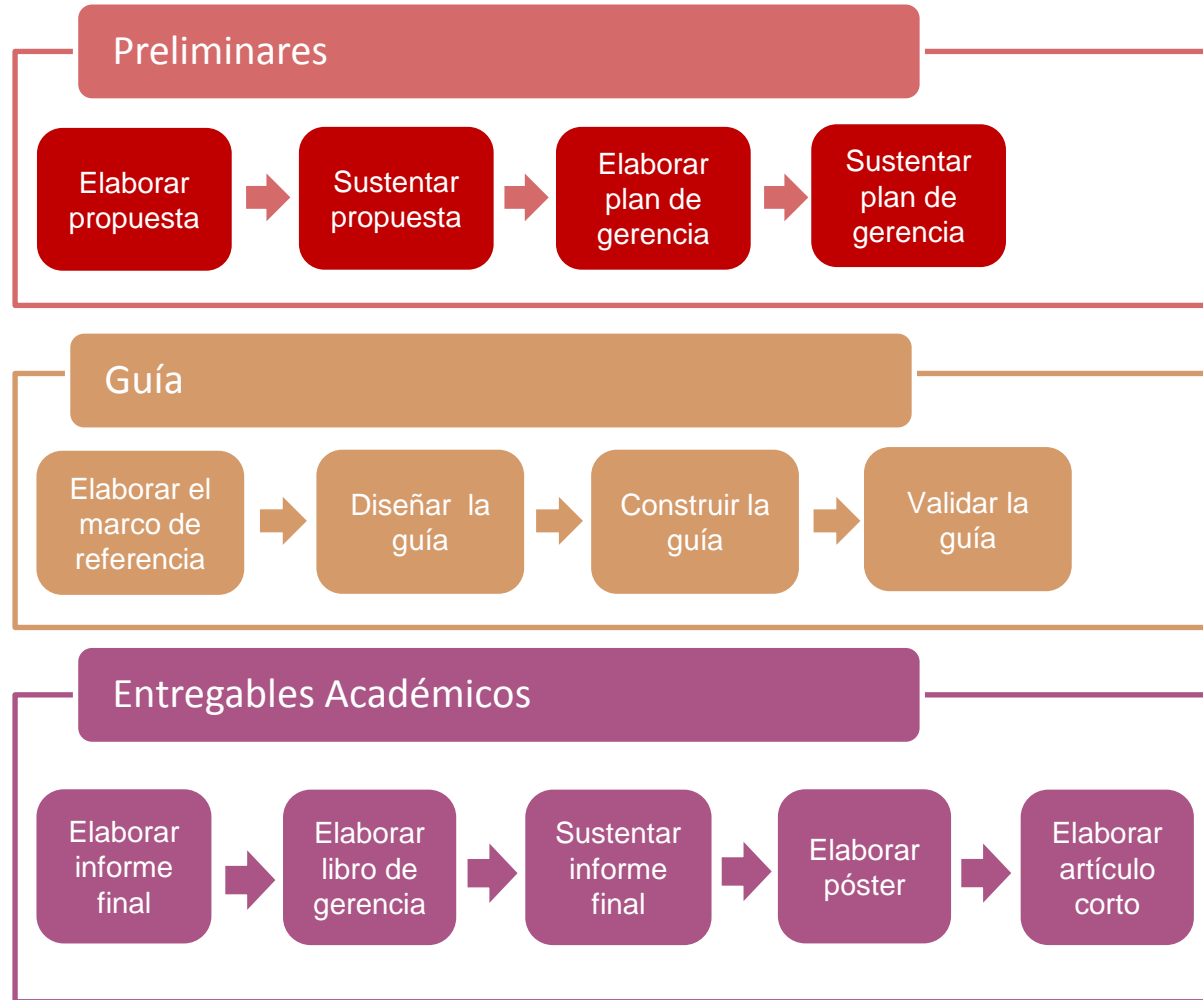 Preliminares
Elaborar
propuesta
Sustentar
propuesta
Elaborar
plan de
gerencia
Sustentar
plan de
gerencia
Guía
Elaborar el
marco de
referencia
Diseñar  la
guía
Construir la
guía
Validar la
guía
Entregables Académicos
Elaborar
informe
final
Elaborar
libro de
gerencia
Sustentar
informe
final
Elaborar
póster
Elaborar
artículo
corto